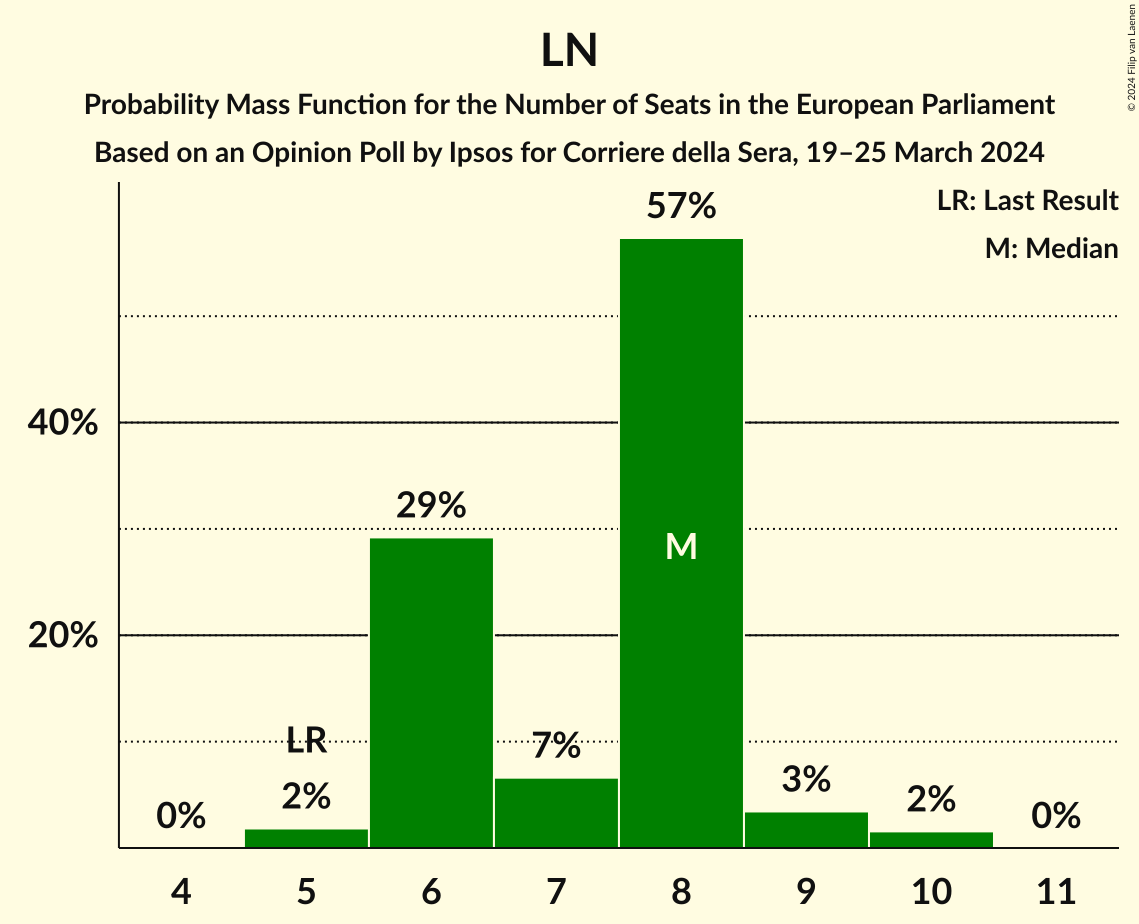 LN
Probability Mass Function for the Number of Seats in the European Parliament
Based on an Opinion Poll by Ipsos for Corriere della Sera, 19–25 March 2024
© 2024 Filip van Laenen
LR: Last Result
M: Median
57%
40%
29%
M
20%
LR
7%
2%
3%
2%
0%
0%
4 5 6 7 8 9 10 11